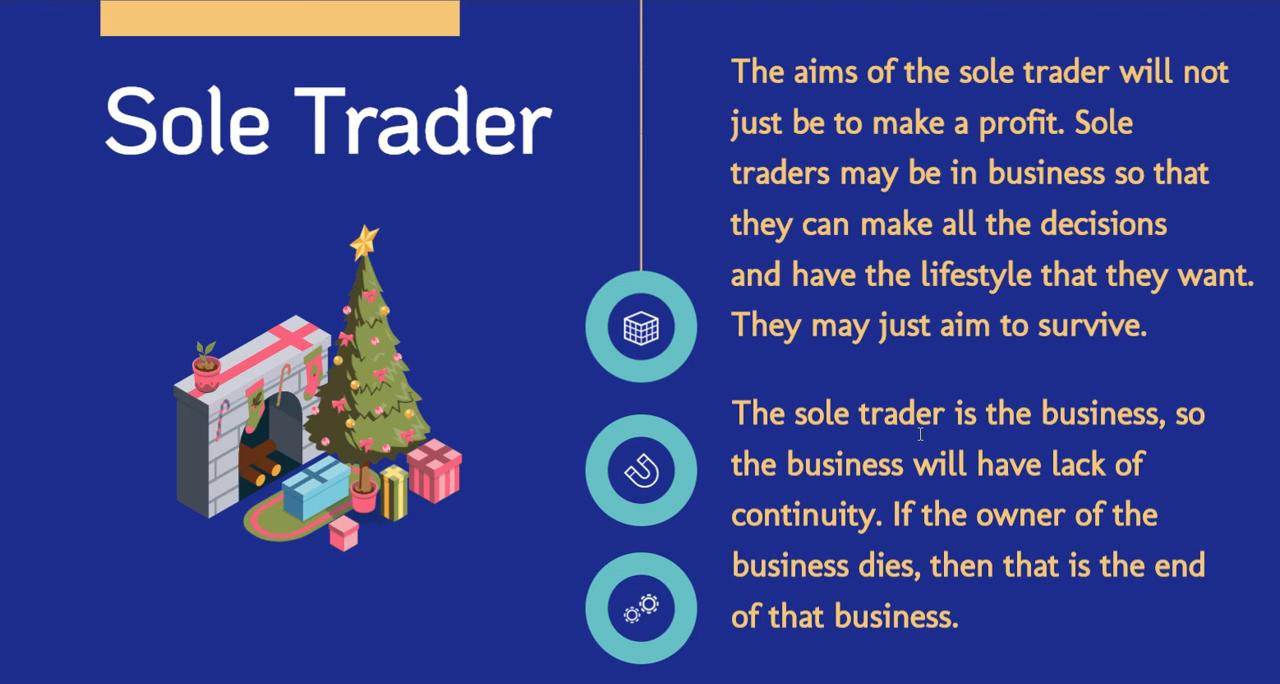 Sole Trader
The aims of the sole trader will not
just be to make a profit. Sole
traders may be in business so that
they can make all the decisions
and have the lifestyle that they want.
They may just aim to survive.
The sole trader is the business, so
the business will have lack of
continuity. If the owner of the
business dies, then that is the end
of that business.